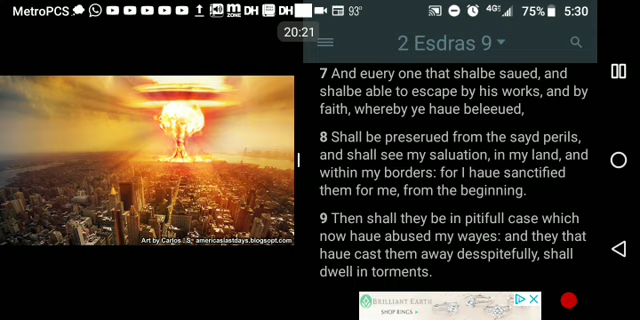 MetroPCS
mZONE DH DH 93° 4G 75% 5:30
20:21
2 Esdras 9
7 And euery one that shalbe saued, and
shalbe able to escape by his works, and by
faith, whereby ye haue beleeued,
8 Shall be preserued from the sayd perils,
and shall see my saluation, in my land, and
within my borders: for I haue sanctified
them for me, from the beginning.
9 Then shall they be in pitifull case which
now haue abused my wayes: and they that
haue cast them away desspitefully, shall
dwell in torments.
Art by Carlos .S. americaslastdays.blogsopt.com
BRILLIANT EARTH
SHOP RINGS